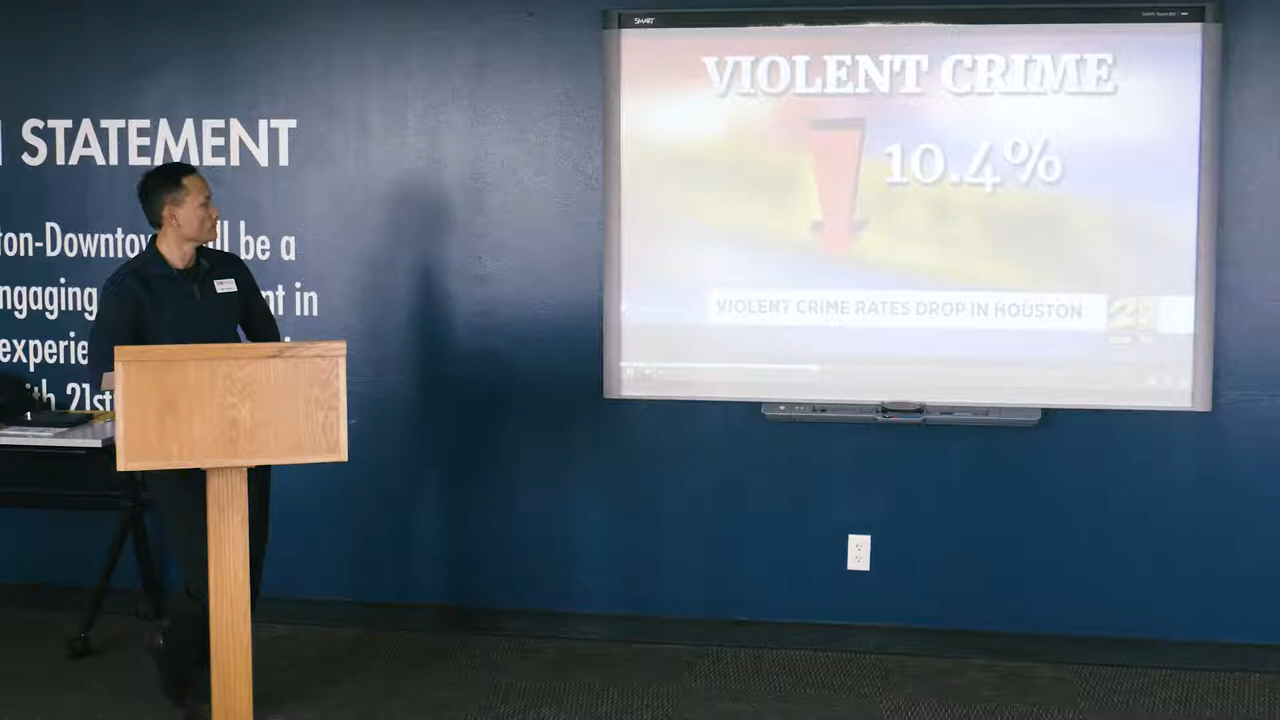 STATEMENT
ton-Downtow ll be a
ngaging nt in
experie
ith 21st
SMART
VIOLENT CRIME
10.4%
VIOLENT CRIME RATES DROP IN HOUSTON